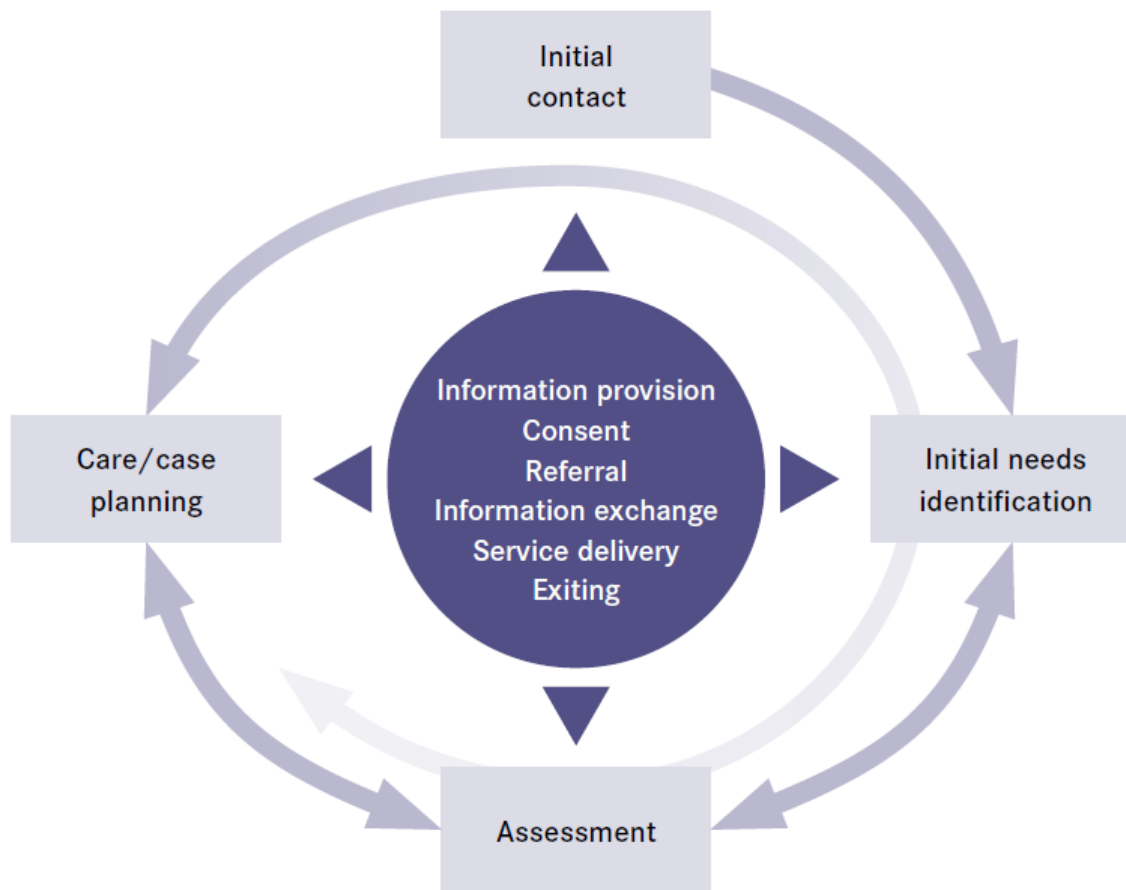 Initial
contact
Information provision
Consent
Referral
Information exchange
Service delivery
Exiting
Care/case
planning
Initial needs
identification
Assessment